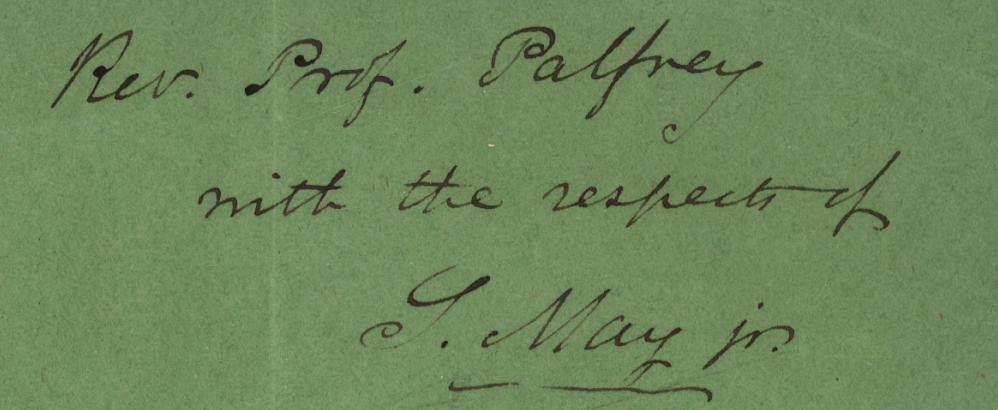 Rev. Prof. Palfrey
with the respects of
S. May jr.